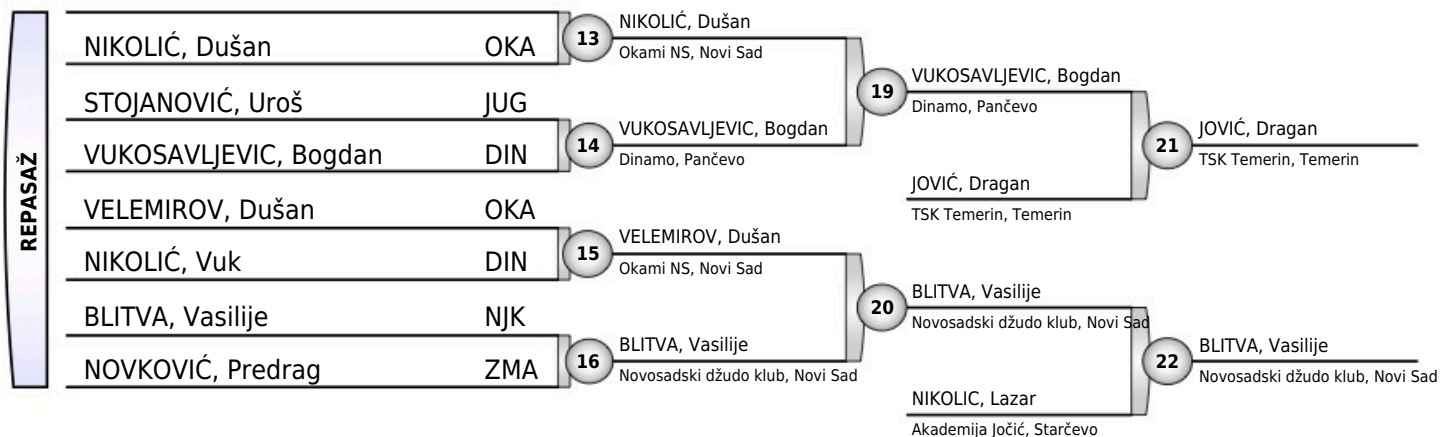 REPASAŽ
NIKOLIĆ, Dušan OKA
STOJANOVIĆ, Uroš JUG
VUKOSAVLJEVIC, Bogdan DIN
VELEMIROV, Dušan OKA
NIKOLIĆ, Vuk DIN
BLITVA, Vasilije NJK
NOVKOVIĆ, Predrag ZMA
13
NIKOLIĆ, Dušan
Okami NS, Novi Sad
14
VUKOSAVLJEVIC, Bogdan
Dinamo, Pančevo
15
VELEMIROV, Dušan
Okami NS, Novi Sad
16
BLITVA, Vasilije
Novosadski džudo klub, Novi Sad
19
VUKOSAVLJEVIC, Bogdan
Dinamo, Pančevo
JOVIĆ, Dragan
TSK Temerin, Temerin
20
BLITVA, Vasilije
Novosadski džudo klub, Novi Sad
NIKOLIC, Lazar
Akademija Jočić, Starčevo
21
JOVIĆ, Dragan
TSK Temerin, Temerin
22
BLITVA, Vasilije
Novosadski džudo klub, Novi Sad